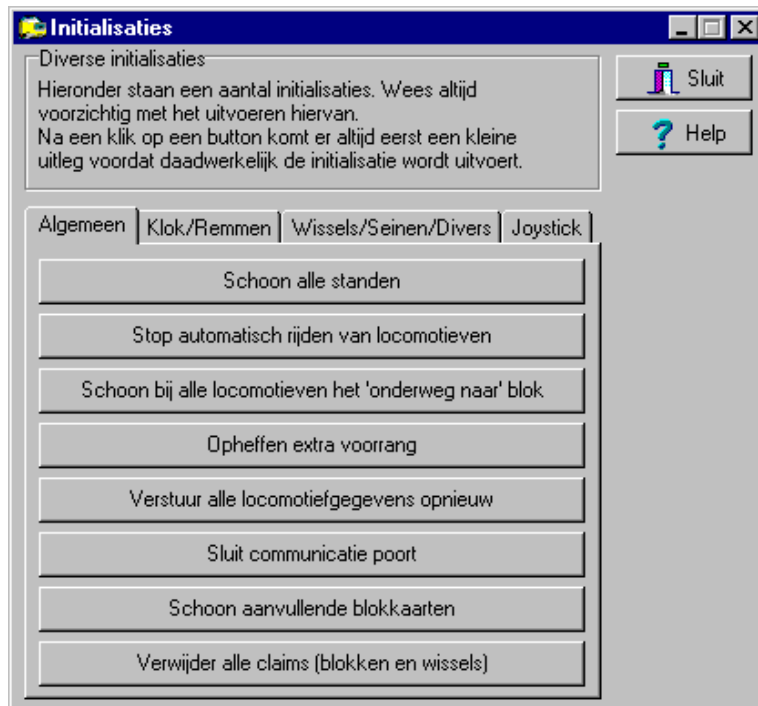 Initialisaties
Diverse initialisaties
Hieronder staan een aantal initialisaties. Wees altijd
voorzichtig met het uitvoeren hiervan.
Na een klik op een button komt er altijd eerst een kleine
uitleg voordat daadwerkelijk de initialisatie wordt uitvoert.
Sluit
Help
Algemeen Klok/Remmen Wissels/Seinen/Divers Joystick
Schoon alle standen
Stop automatisch rijden van locomotieven
Schoon bij alle locomotieven het 'onderweg naar' blok
Opheffen extra voorrang
Verstuur alle locomotiefgegevens opnieuw
Sluit communicatie poort
Schoon aanvullende blokkaarten
Verwijder alle claims (blokken en wissels)